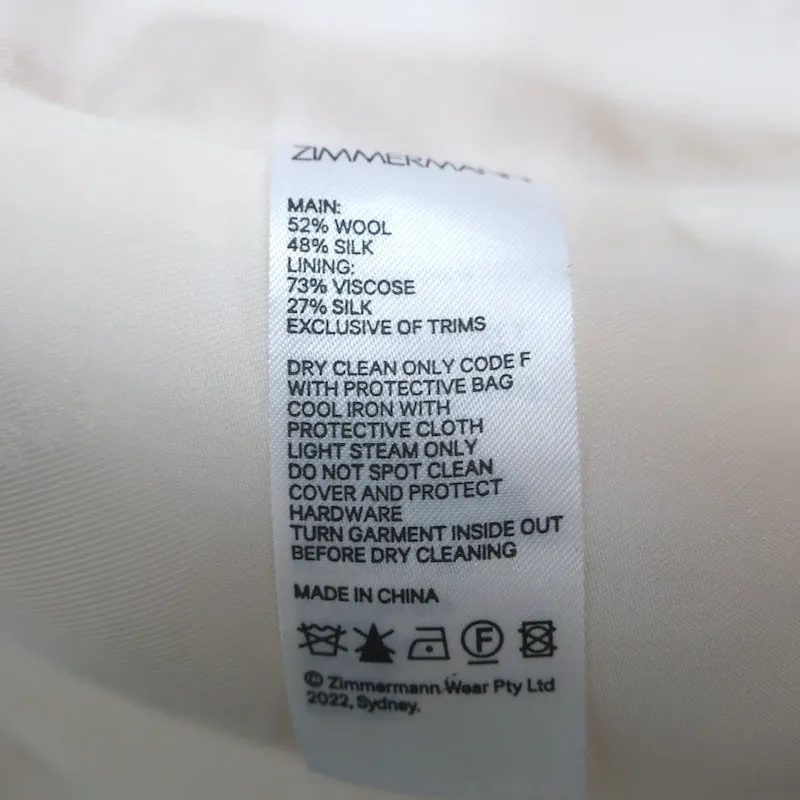 ZIMMERMANN
MAIN:
52% WOOL
48% SILK
LINING:
73% VISCOSE
27% SILK
EXCLUSIVE OF TRIMS
DRY CLEAN ONLY CODE F
WITH PROTECTIVE BAG
COOL IRON WITH
PROTECTIVE CLOTH
LIGHT STEAM ONLY
DO NOT SPOT CLEAN
COVER AND PROTECT
HARDWARE
TURN GARMENT INSIDE OUT
BEFORE DRY CLEANING
MADE IN CHINA
F
© Zimmermann Wear Pty Ltd
2022, Sydney.